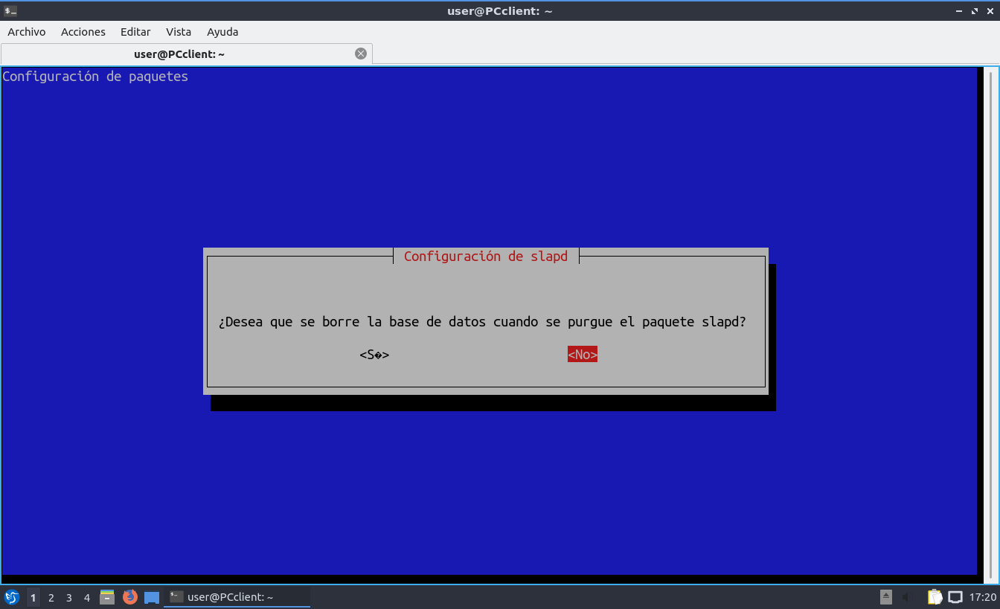 user@PCclient: ~
Archivo Acciones Editar Vista Ayuda
user@PCclient: ~
Configuración de paquetes
Configuración de slapd
¿Desea que se borre la base de datos cuando se purgue el paquete slapd?
<S�> <No>
1 2 3 4 user@PCclient: ~ 17:20